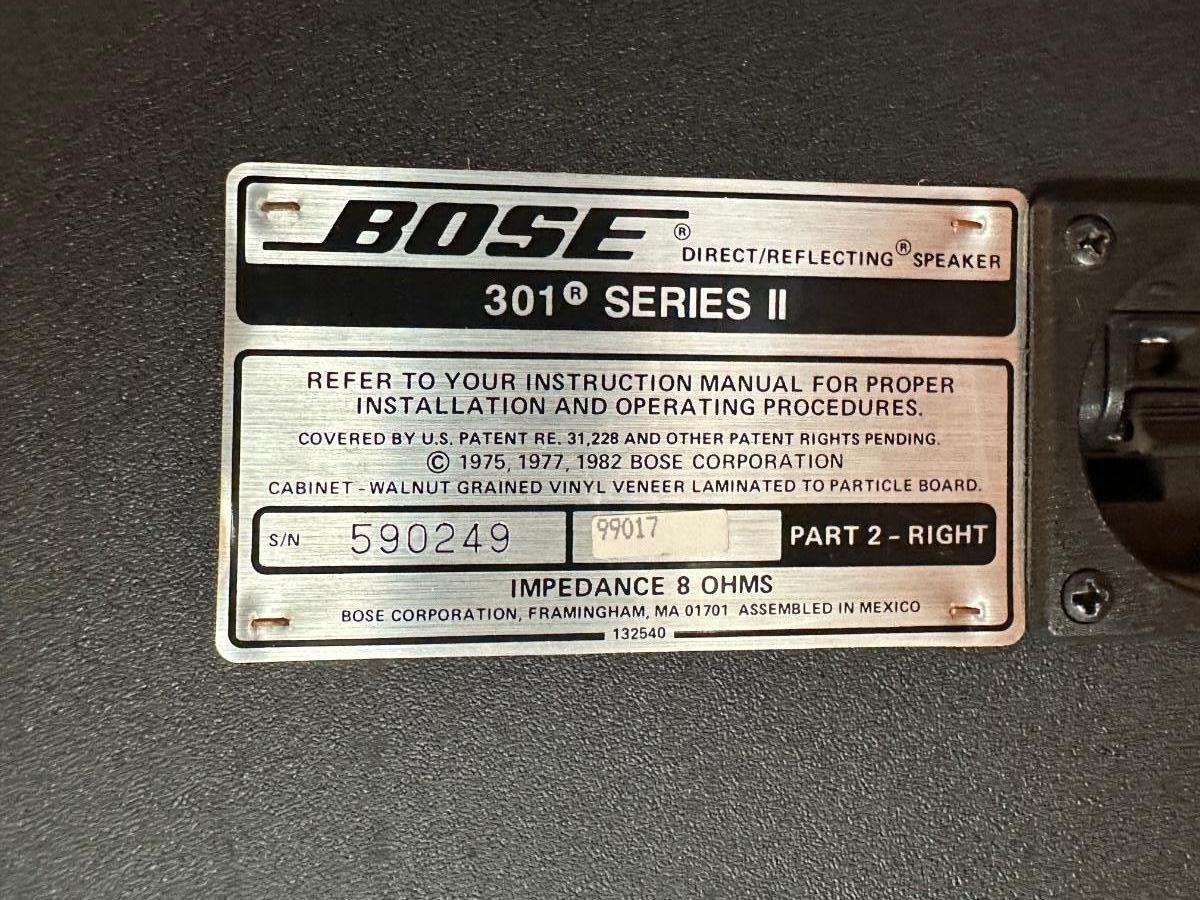 BOSE®
DIRECT/REFLECTING® SPEAKER
301® SERIES II
REFER TO YOUR INSTRUCTION MANUAL FOR PROPER
INSTALLATION AND OPERATING PROCEDURES.
COVERED BY U.S. PATENT RE. 31,228 AND OTHER PATENT RIGHTS PENDING.
© 1975, 1977, 1982 BOSE CORPORATION
CABINET - WALNUT GRAINED VINYL VENEER LAMINATED TO PARTICLE BOARD.
S/N 590249 99017 PART 2 - RIGHT
IMPEDANCE 8 OHMS
BOSE CORPORATION, FRAMINGHAM, MA 01701 ASSEMBLED IN MEXICO
132540